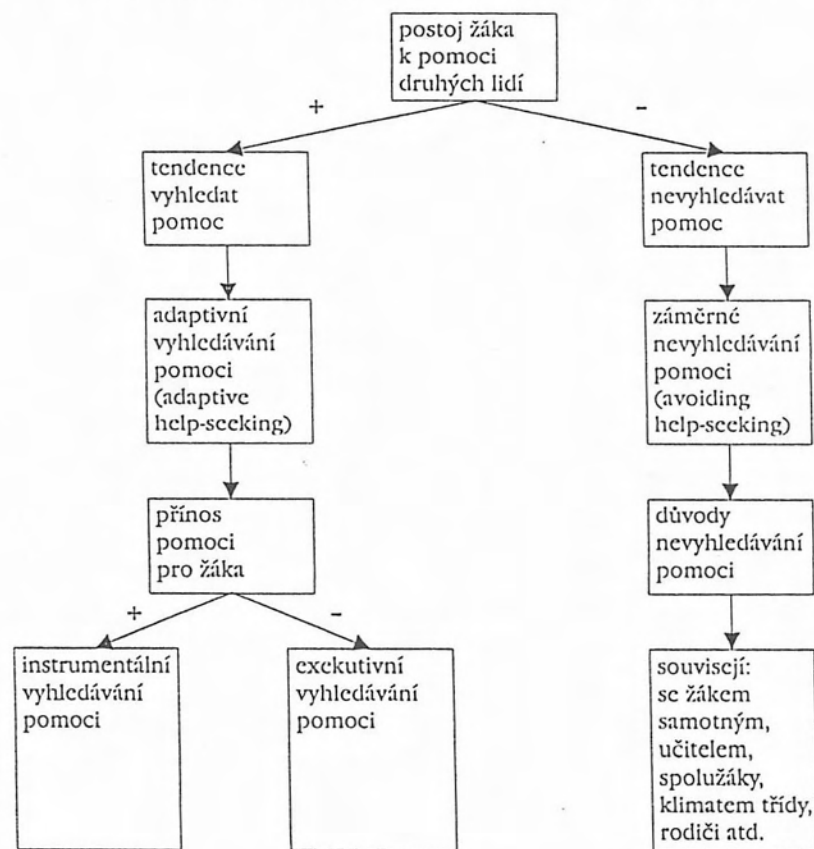 postoj žáka
k pomoci
druhých lidí
+
–
tendence
vyhledat
pomoc
tendence
nevyhledávat
pomoc
adaptivní
vyhledávání
pomoci
(adaptive
help-seeking)
záměrné
nevyhledávání
pomoci
(avoiding
help-seeking)
přínos
pomoci
pro žáka
důvody
nevyhledávání
pomoci
+
–
instrumentální
vyhledávání
pomoci
exekutivní
vyhledávání
pomoci
souvisejí:
se žákem
samotným,
učitelem,
spolužáky,
klimatem třídy,
rodiči atd.